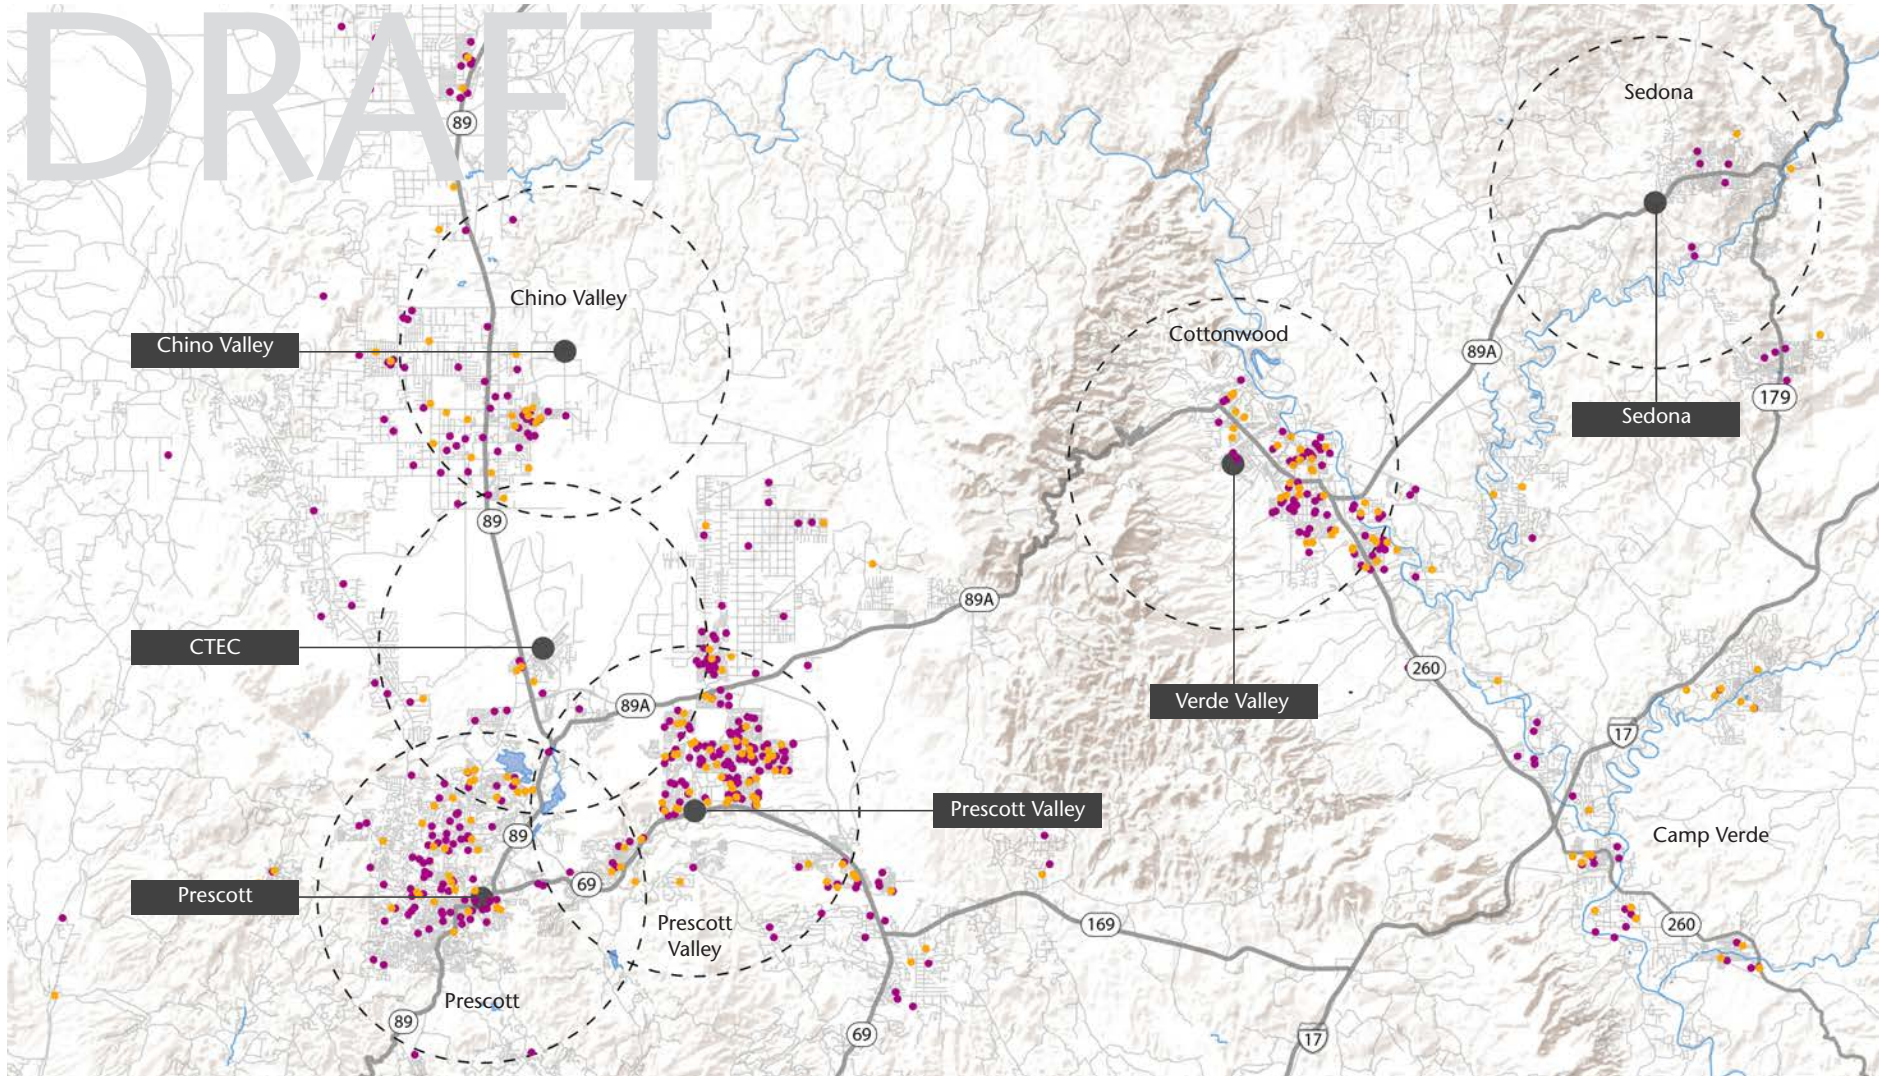 DRAFT
Sedona
89
Chino Valley
Chino Valley
Cottonwood
89A
179
Sedona
89
89A
CTEC
260
Verde Valley
89A
17
Prescott Valley
89
Camp Verde
69
Prescott
Prescott
Valley
169
260
Prescott
89
69
17